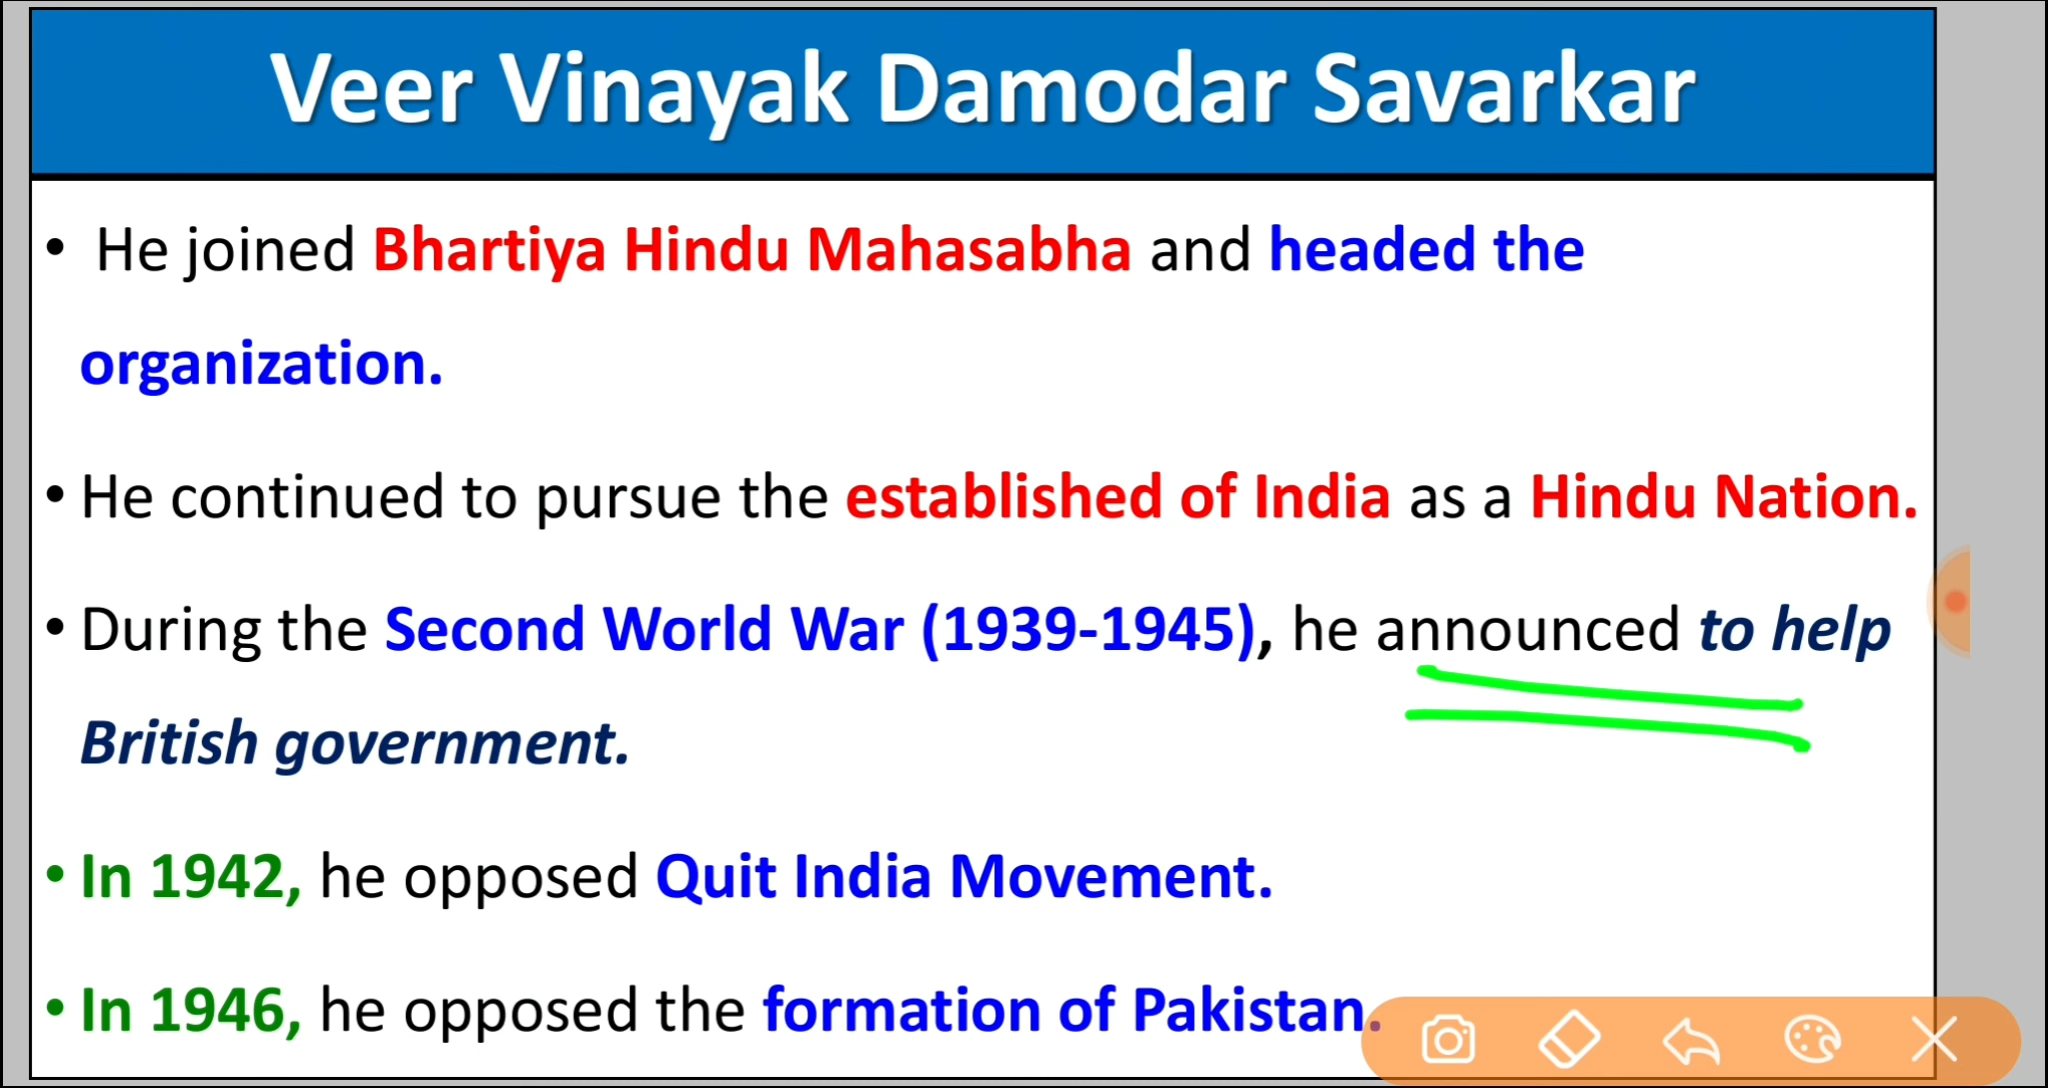 Veer Vinayak Damodar Savarkar
• He joined Bhartiya Hindu Mahasabha and headed the
organization.
• He continued to pursue the established of India as a Hindu Nation.
• During the Second World War (1939-1945), he announced to help
British government.
• In 1942, he opposed Quit India Movement.
• In 1946, he opposed the formation of Pakistan.